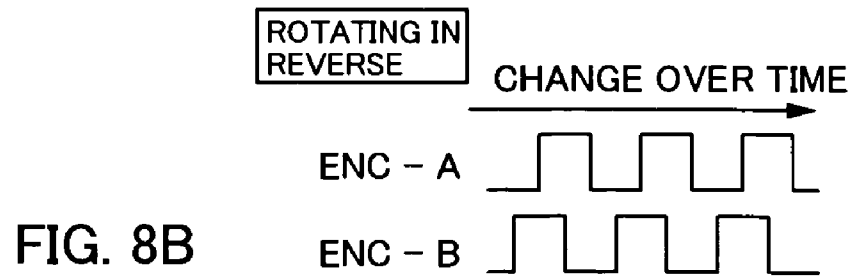 ROTATING IN
REVERSE
CHANGE OVER TIME
ENC - A
FIG. 8B
ENC - B